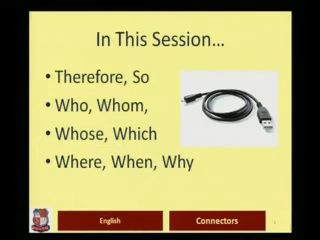 In This Session…
• Therefore, So
• Who, Whom,
• Whose, Which
• Where, When, Why
English
Connectors